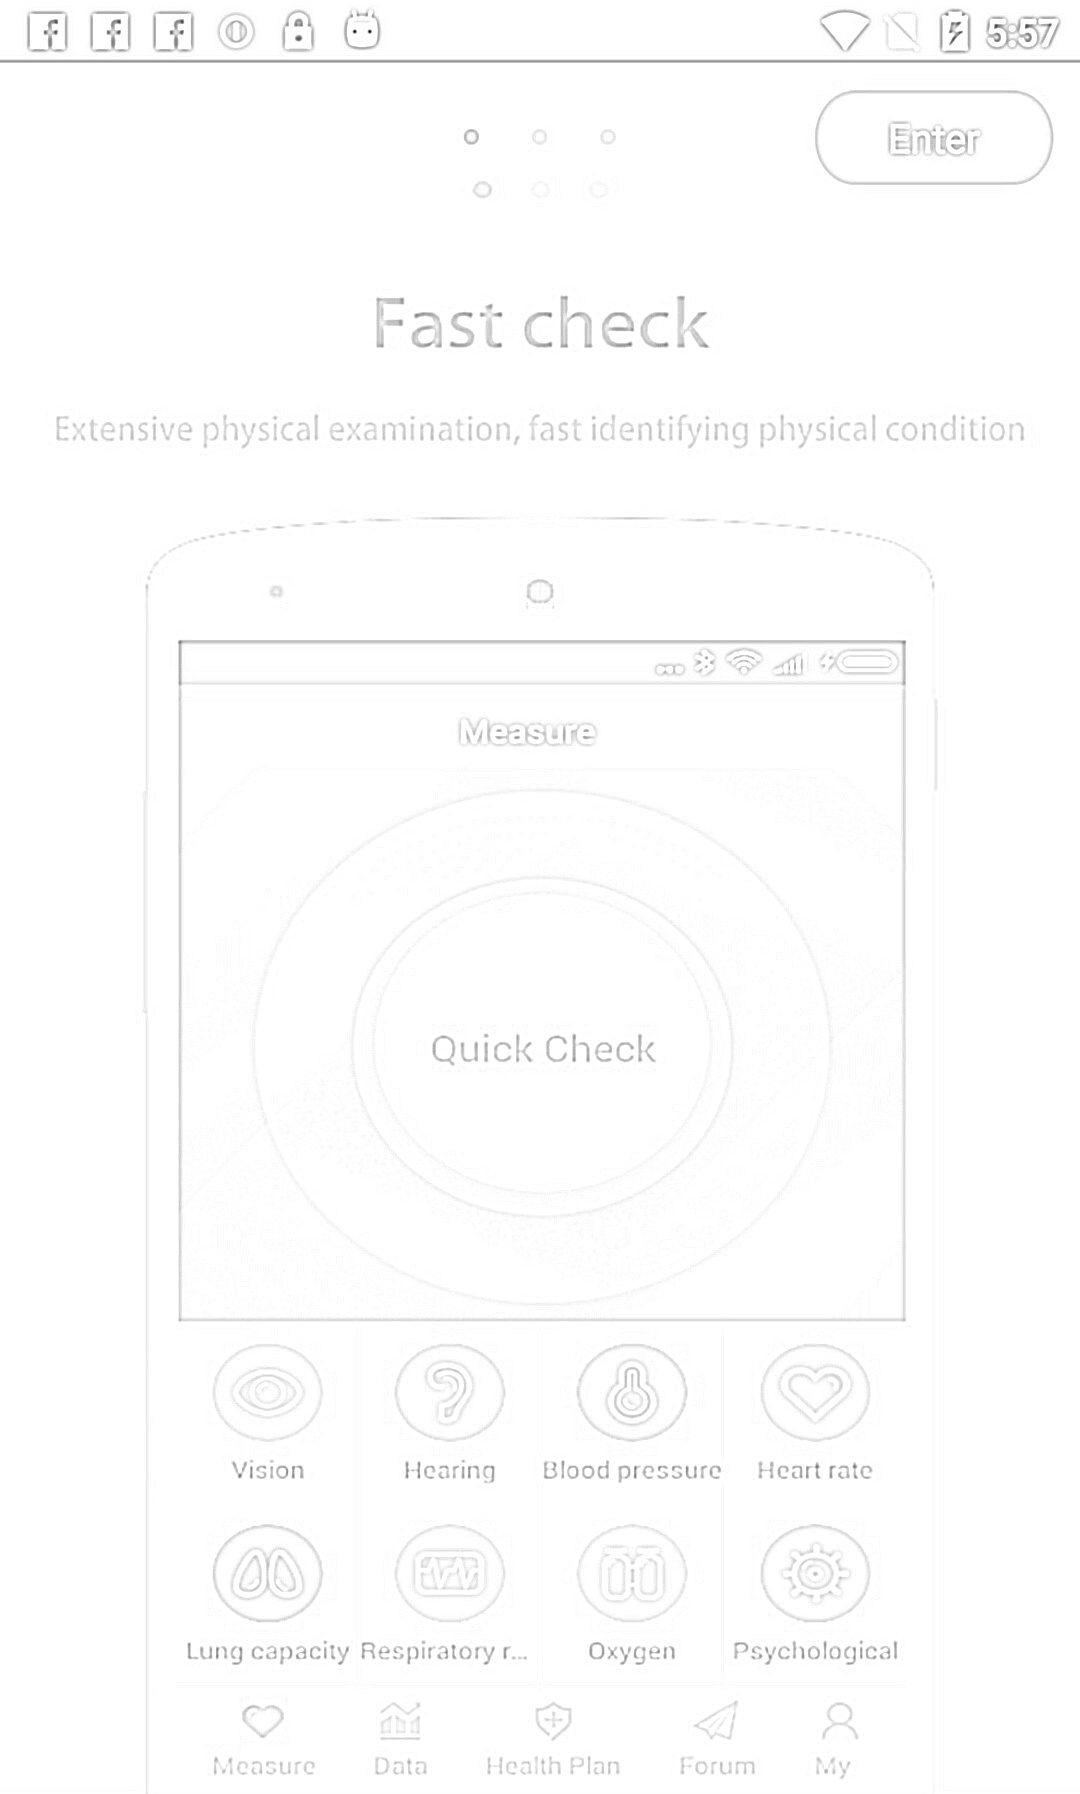 5:57
Enter
Fast check
Extensive physical examination, fast identifying physical condition
Measure
Quick Check
Vision Hearing Blood pressure Heart rate
Lung capacity Respiratory r... Oxygen Psychological
Measure Data Health Plan Forum My